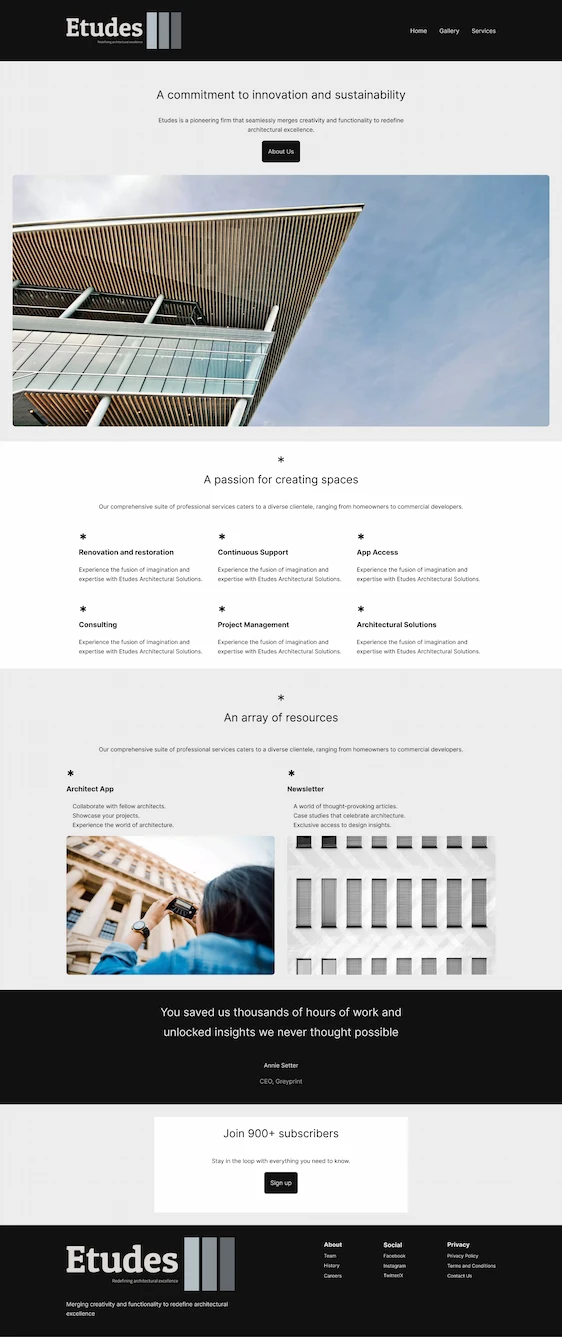 Etudes
Redefining architectural excellence
Home Gallery Services
A commitment to innovation and sustainability
Etudes is a pioneering firm that seamlessly merges creativity and functionality to redefine
architectural excellence.
About Us
*
A passion for creating spaces
Our comprehensive suite of professional services caters to a diverse clientele, ranging from homeowners to commercial developers.
*
Renovation and restoration
Experience the fusion of imagination and
expertise with Etudes Architectural Solutions.
*
Continuous Support
Experience the fusion of imagination and
expertise with Etudes Architectural Solutions.
*
App Access
Experience the fusion of imagination and
expertise with Etudes Architectural Solutions.
*
Consulting
Experience the fusion of imagination and
expertise with Etudes Architectural Solutions.
*
Project Management
Experience the fusion of imagination and
expertise with Etudes Architectural Solutions.
*
Architectural Solutions
Experience the fusion of imagination and
expertise with Etudes Architectural Solutions.
*
An array of resources
Our comprehensive suite of professional services caters to a diverse clientele, ranging from homeowners to commercial developers.
*
Architect App
Collaborate with fellow architects.
Showcase your projects.
Experience the world of architecture.
*
Newsletter
A world of thought-provoking articles.
Case studies that celebrate architecture.
Exclusive access to design insights.
You saved us thousands of hours of work and
unlocked insights we never thought possible
Annie Setter
CEO, Greyprint
Join 900+ subscribers
Stay in the loop with everything you need to know.
Sign up
Etudes
Redefining architectural excellence
Merging creativity and functionality to redefine architectural
excellence
About
Team
History
Careers
Social
Facebook
Instagram
Twitter/X
Privacy
Privacy Policy
Terms and Conditions
Contact Us